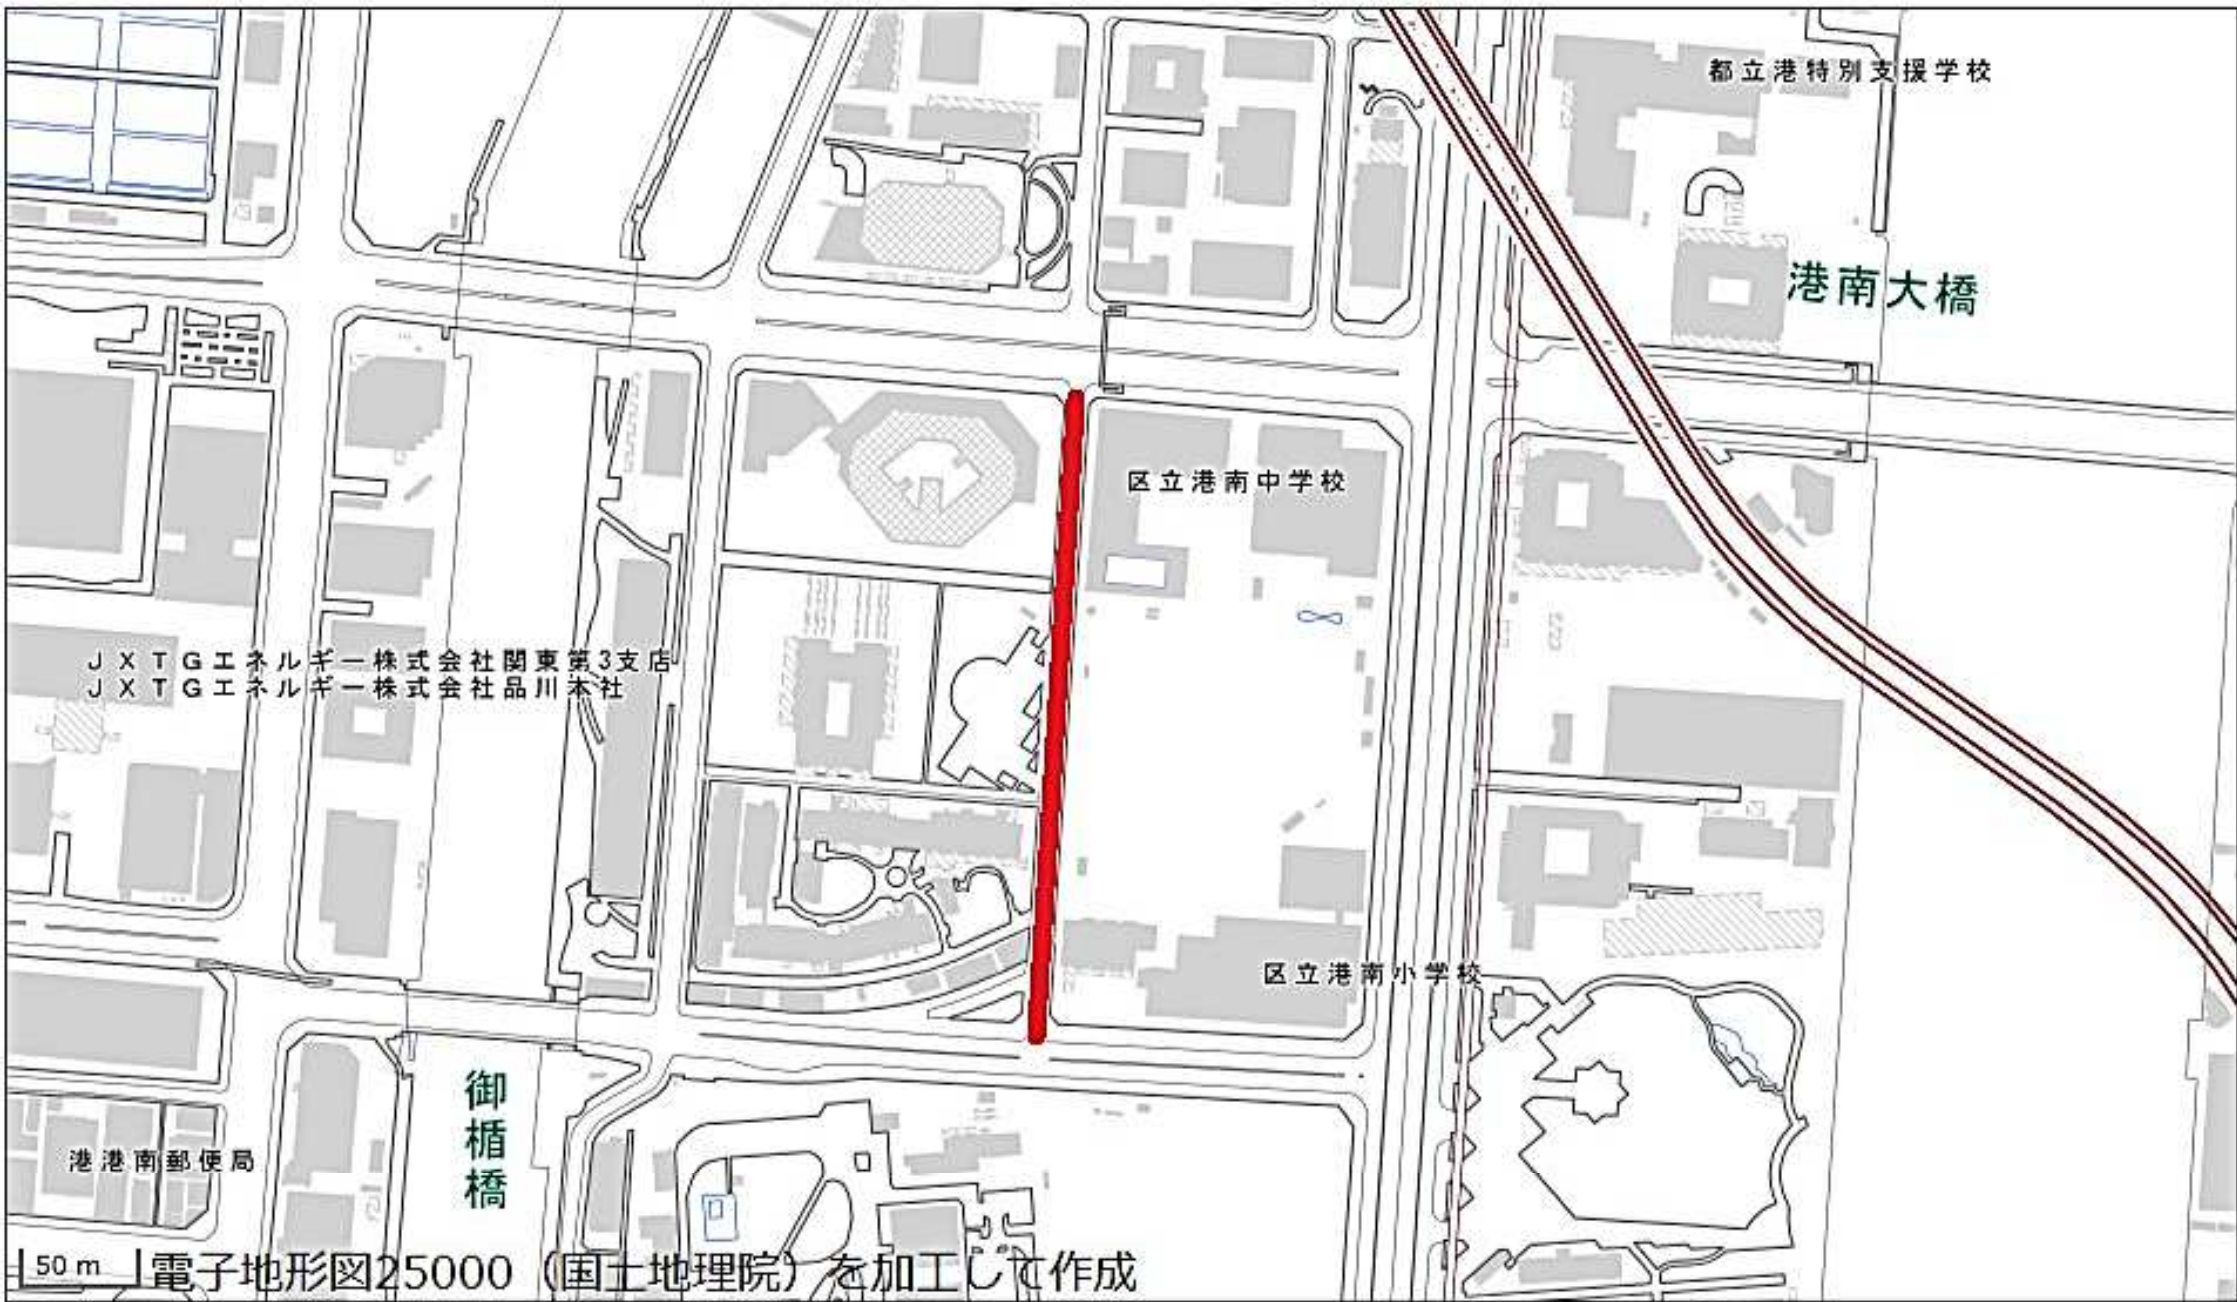 都立港特別支援学校
港南大橋
区立港南中学校
JXTGエネルギー株式会社関東第3支店
JXTGエネルギー株式会社品川本社
区立港南小学校
御楯橋
港港南郵便局
50 m
電子地形図25000（国土地理院）を加工して作成